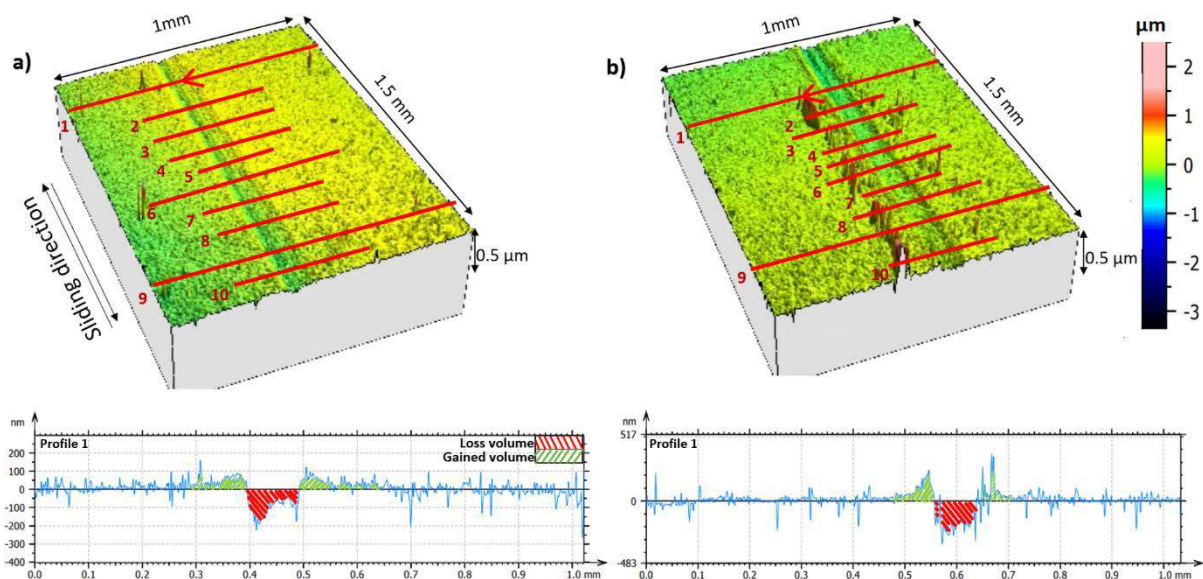 a)
1mm
1.5 mm
0.5 µm
Sliding direction
1
2
3
4
5
6
7
8
9
10
b)
1mm
1.5 mm
0.5 µm
1
2
3
4
5
6
7
8
9
10
µm
2
1
0
-1
-2
-3
nm
Profile 1
Loss volume
Gained volume
200
100
0
-100
-200
-300
-400
0.0 0.1 0.2 0.3 0.4 0.5 0.6 0.7 0.8 0.9 1.0 mm
nm
517
Profile 1
0
-483
0.0 0.1 0.2 0.3 0.4 0.5 0.6 0.7 0.8 0.9 1.0 mm